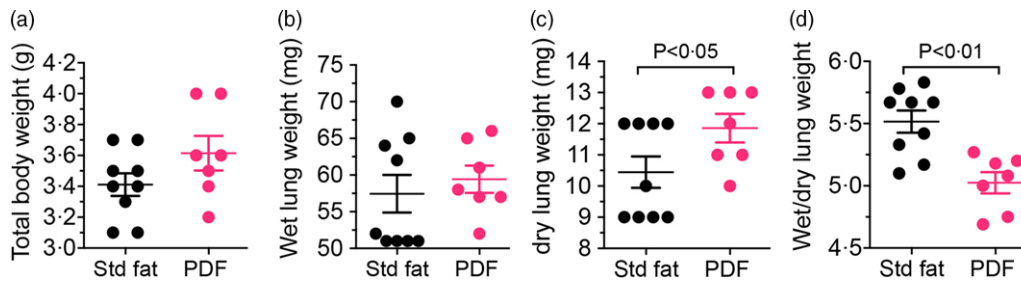 (a)
Total body weight (g)
4·2
4·0
3·8
3·6
3·4
3·2
3·0
Std fat PDF
(b)
Wet lung weight (mg)
75
70
65
60
55
50
Std fat PDF
(c)
dry lung weight (mg)
P<0·05
14
13
12
11
10
9
8
Std fat PDF
(d)
Wet/dry lung weight
P<0·01
6·0
5·5
5·0
4·5
Std fat PDF